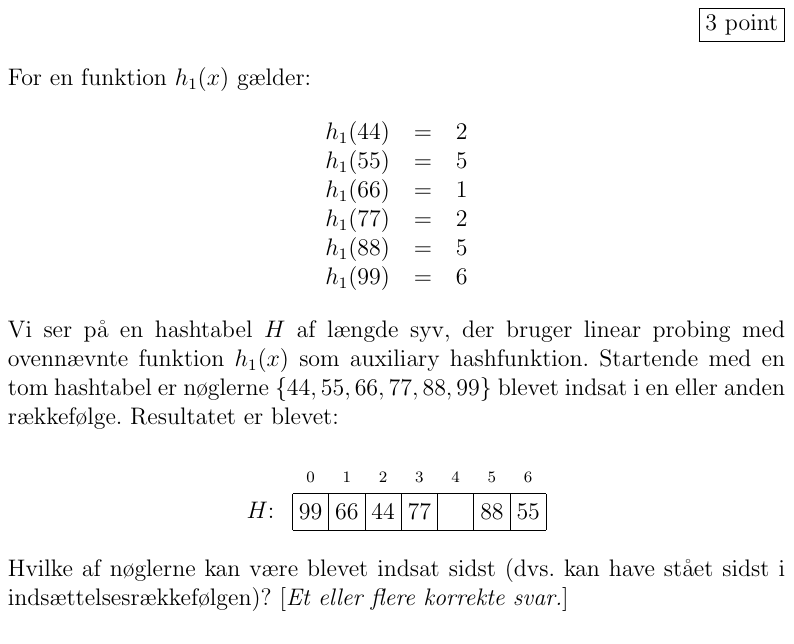 3 point
For en funktion h₁(x) gælder:
h₁(44) = 2
h₁(55) = 5
h₁(66) = 1
h₁(77) = 2
h₁(88) = 5
h₁(99) = 6
Vi ser på en hashtabel H af længde syv, der bruger linear probing med
ovennævnte funktion h₁(x) som auxiliary hashfunktion. Startende med en
tom hashtabel er nøglerne {44, 55, 66, 77, 88, 99} blevet indsat i en eller anden
rækkefølge. Resultatet er blevet:
0 1 2 3 4 5 6
H: 99 66 44 77 88 55
Hvilke af nøglerne kan være blevet indsat sidst (dvs. kan have stået sidst i
indsættelsesrækkefølgen)? [Et eller flere korrekte svar.]